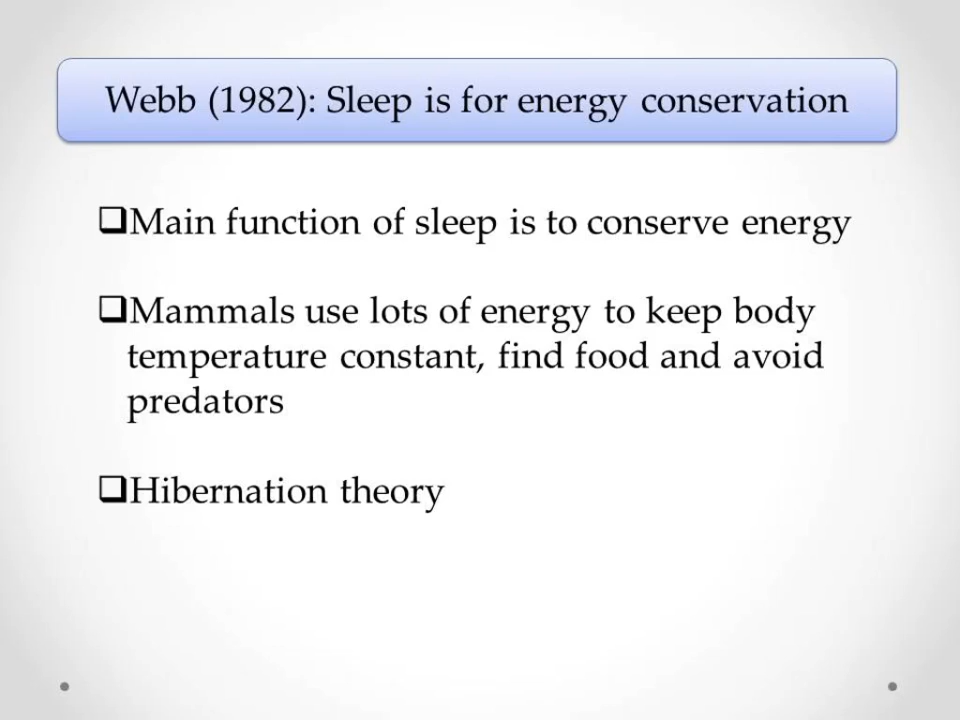 Webb (1982): Sleep is for energy conservation
❑Main function of sleep is to conserve energy
❑Mammals use lots of energy to keep body
temperature constant, find food and avoid
predators
❑Hibernation theory